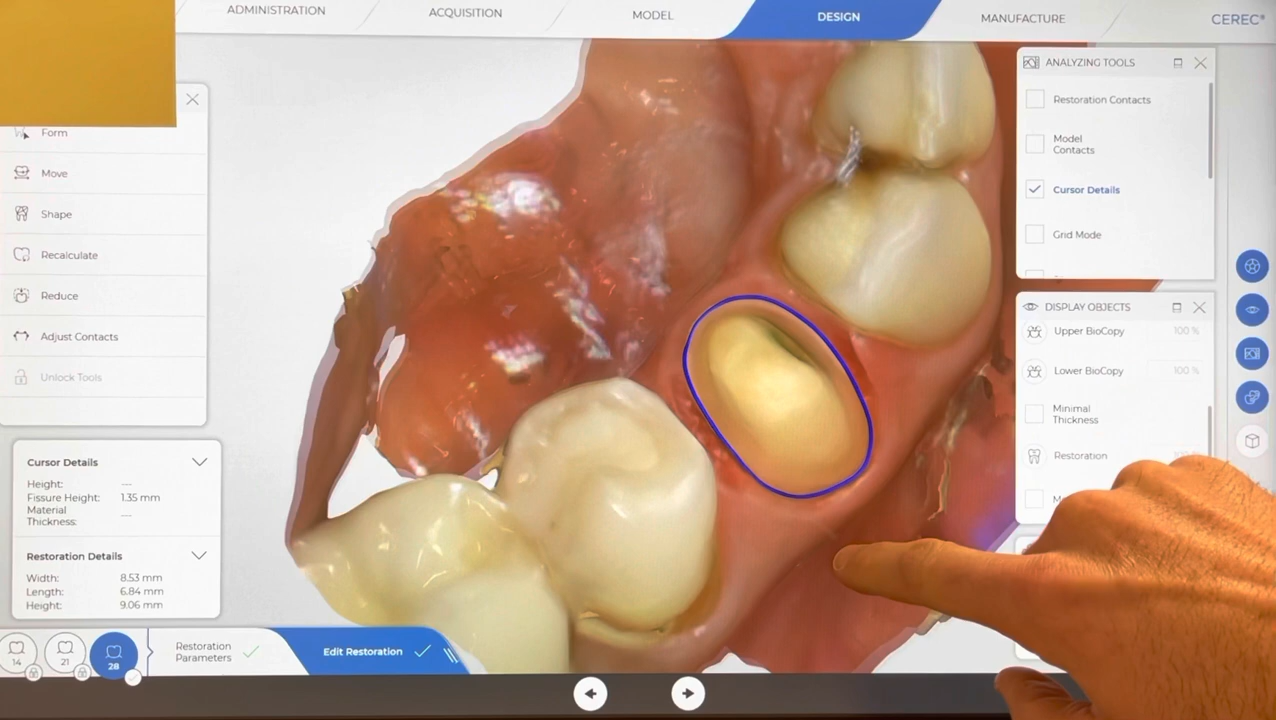 ADMINISTRATION
ACQUISITION
MODEL
DESIGN
MANUFACTURE
CEREC®
Form
Move
Shape
Recalculate
Reduce
Adjust Contacts
Unlock Tools
Cursor Details
Height: ---
Fissure Height: 1.35 mm
Material
Thickness: ---
Restoration Details
Width: 8.53 mm
Length: 6.84 mm
Height: 9.06 mm
14
21
28
Restoration
Parameters
Edit Restoration
ANALYZING TOOLS
Restoration Contacts
Model
Contacts
Cursor Details
Grid Mode
DISPLAY OBJECTS
Upper BioCopy 100 %
Lower BioCopy 100 %
Minimal
Thickness
Restoration